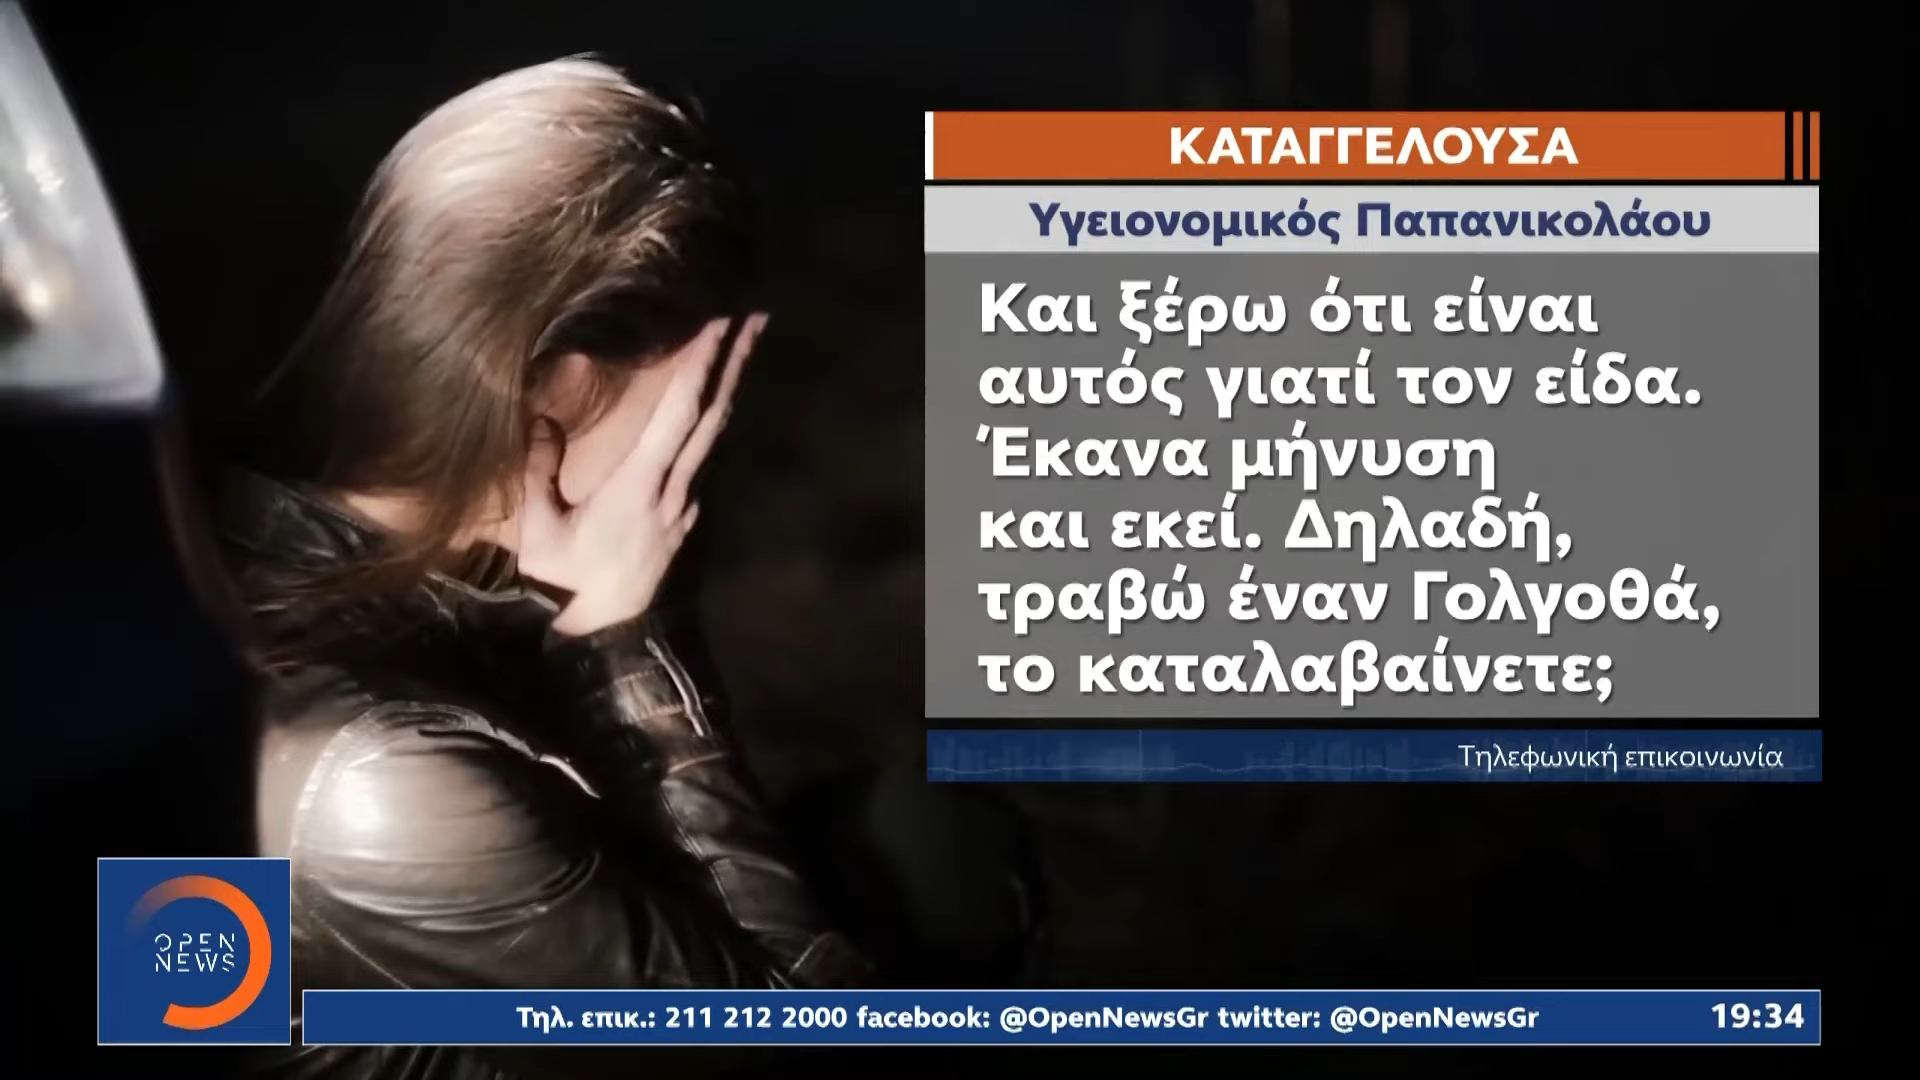 ΚΑΤΑΓΓΕΛΟΥΣΑ
Υγειονομικός Παπανικολάου
Και ξέρω ότι είναι
αυτός γιατί τον είδα.
Έκανα μήνυση
και εκεί. Δηλαδή,
τραβώ έναν Γολγοθά,
το καταλαβαίνετε;
Τηλεφωνική επικοινωνία
OPEN
NEWS
Τηλ. επικ.: 211 212 2000 facebook: @OpenNewsGr twitter: @OpenNewsGr
19:34